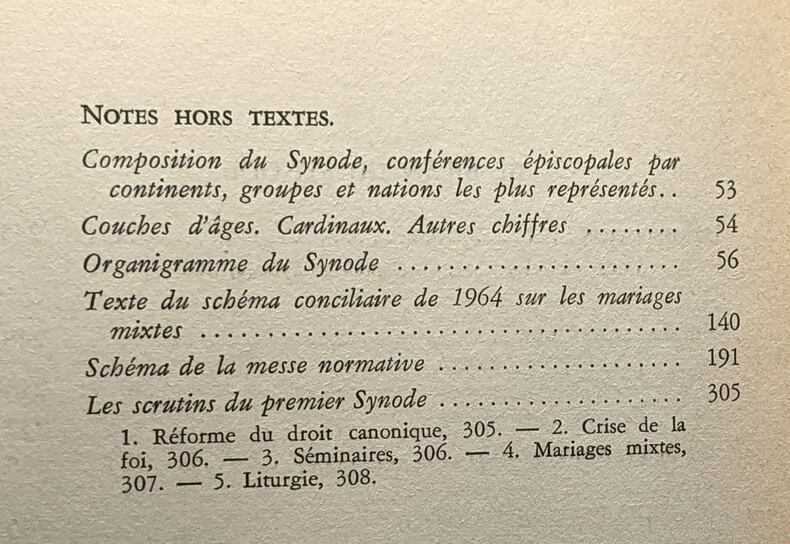 NOTES HORS TEXTES.
Composition du Synode, conférences épiscopales par
continents, groupes et nations les plus représentés.. 53
Couches d'âges. Cardinaux. Autres chiffres ........ 54
Organigramme du Synode ........................ 56
Texte du schéma conciliaire de 1964 sur les mariages
mixtes ........................................ 140
Schéma de la messe normative .................... 191
Les scrutins du premier Synode .................... 305
1. Réforme du droit canonique, 305. — 2. Crise de la
foi, 306. — 3. Séminaires, 306. — 4. Mariages mixtes,
307. — 5. Liturgie, 308.